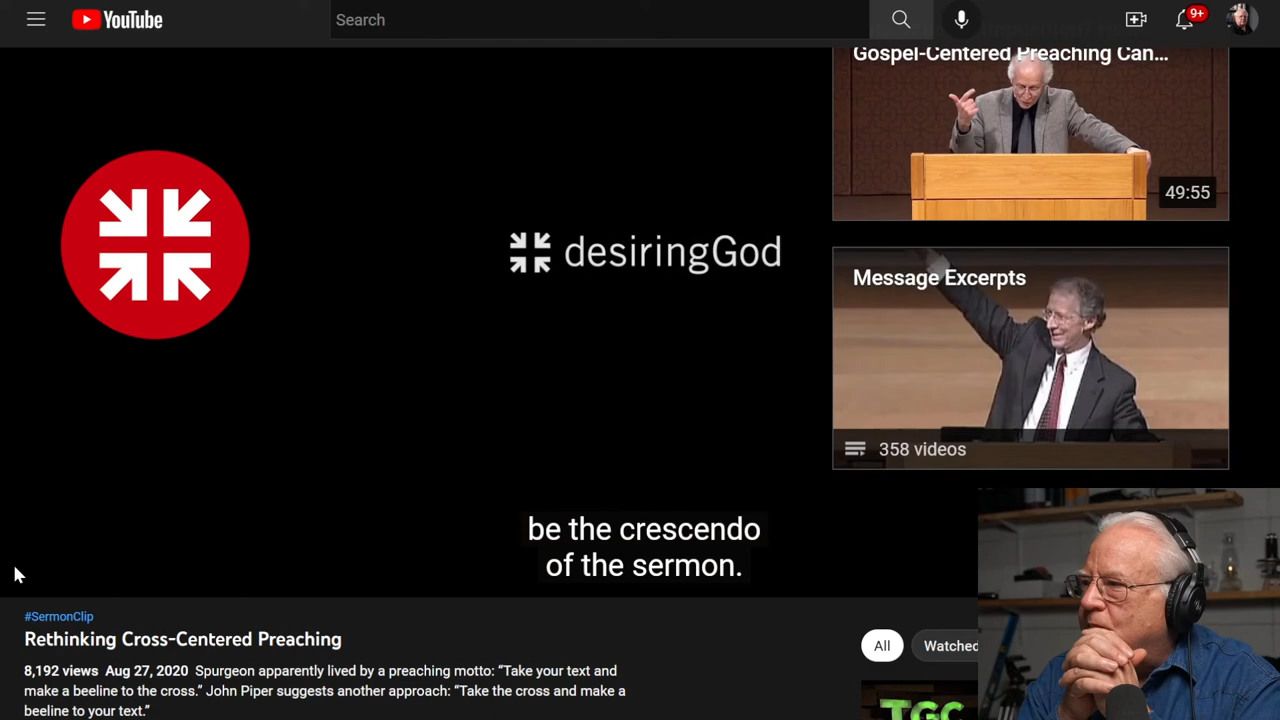 YouTube
Search
9+
Gospel-Centered Preaching Can...
49:55
desiringGod
Message Excerpts
358 videos
be the crescendo
of the sermon.
#SermonClip
Rethinking Cross-Centered Preaching
8,192 views Aug 27, 2020 Spurgeon apparently lived by a preaching motto: “Take your text and
make a beeline to the cross.” John Piper suggests another approach: “Take the cross and make a
beeline to your text.”
All
Watched
TGC